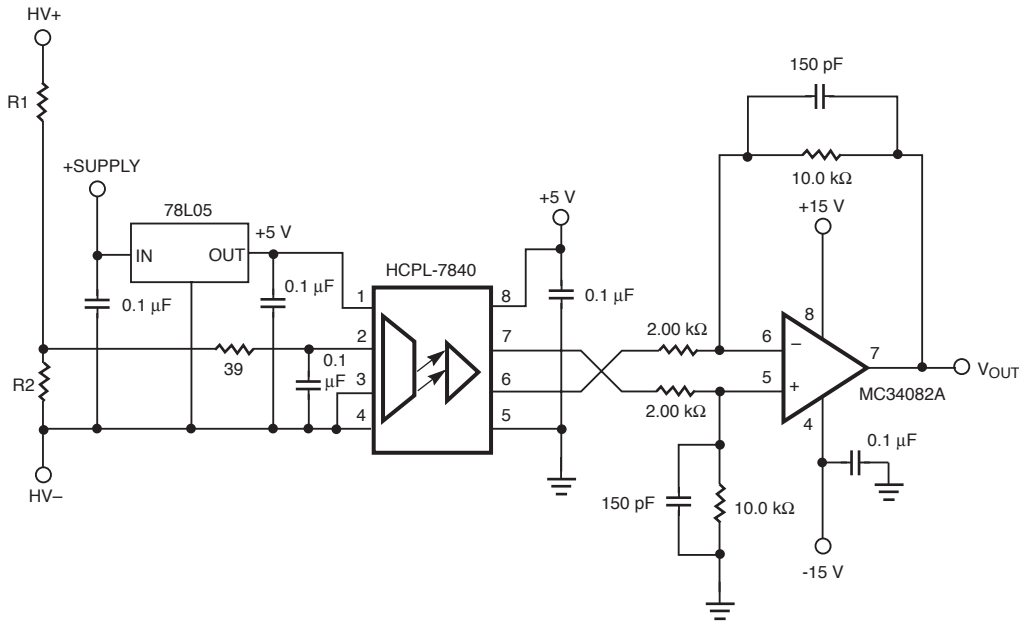 HV+
R1
+SUPPLY
78L05
IN
OUT
+5 V
0.1 µF
0.1 µF
R2
39
0.1
µF
HV–
HCPL-7840
1
2
3
4
8
7
6
5
+5 V
0.1 µF
2.00 kΩ
2.00 kΩ
150 pF
10.0 kΩ
150 pF
10.0 kΩ
+15 V
8
6
–
5
+
7
4
MC34082A
VOUT
0.1 µF
-15 V